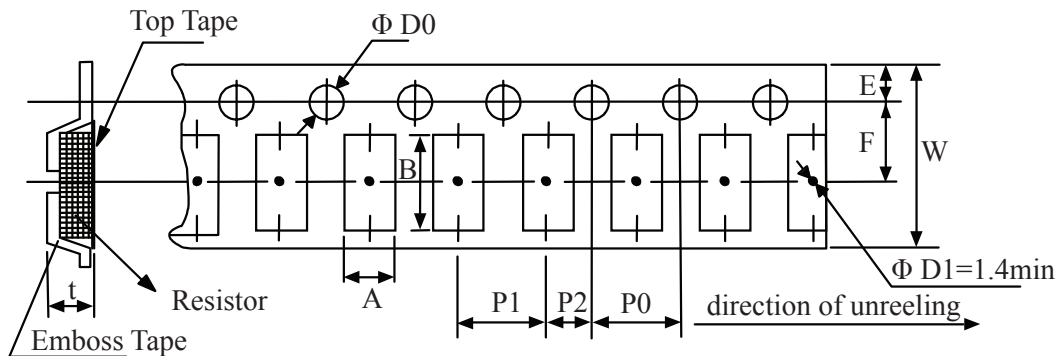 Top Tape
Φ D0
E
F
W
B
Φ D1=1.4min
t
Resistor
A
P1
P2
P0
direction of unreeling
Emboss Tape